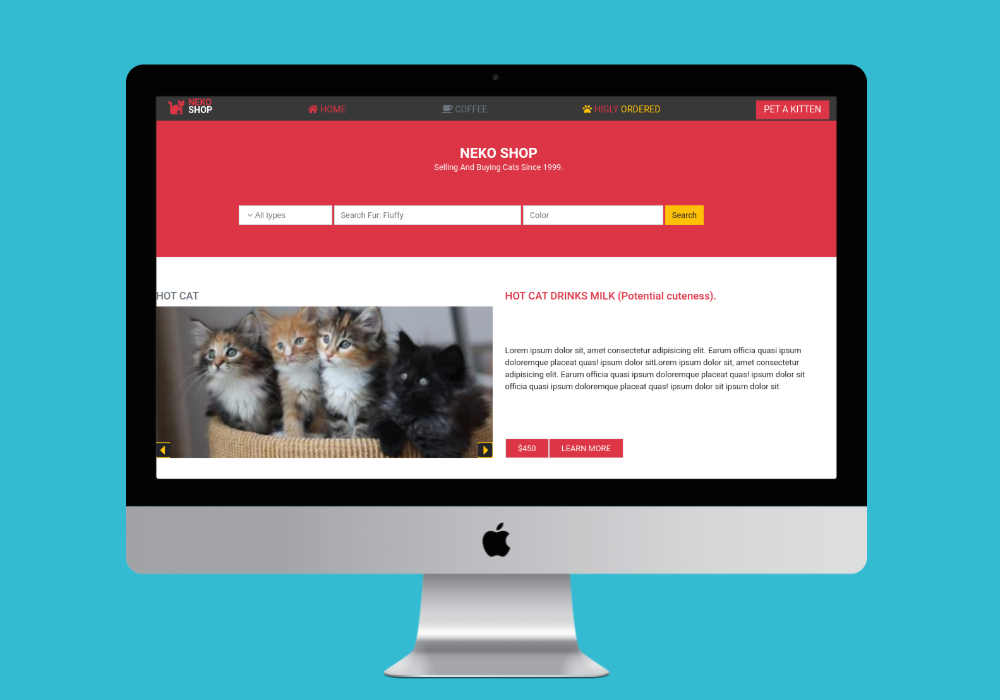 NEKO
SHOP
HOME
COFFEE
HIGLY ORDERED
PET A KITTEN
NEKO SHOP
Selling And Buying Cats Since 1999.
All types
Search Fur: Fluffy
Color
Search
HOT CAT
HOT CAT DRINKS MILK (Potential cuteness).
Lorem ipsum dolor sit, amet consectetur adipisicing elit. Earum officia quasi ipsum
doloremque placeat quas! ipsum dolor sitLorem ipsum dolor sit, amet consectetur
adipisicing elit. Earum officia quasi ipsum doloremque placeat quas! ipsum dolor sit
officia quasi ipsum doloremque placeat quas! ipsum dolor sit ipsum dolor sit
$450
LEARN MORE